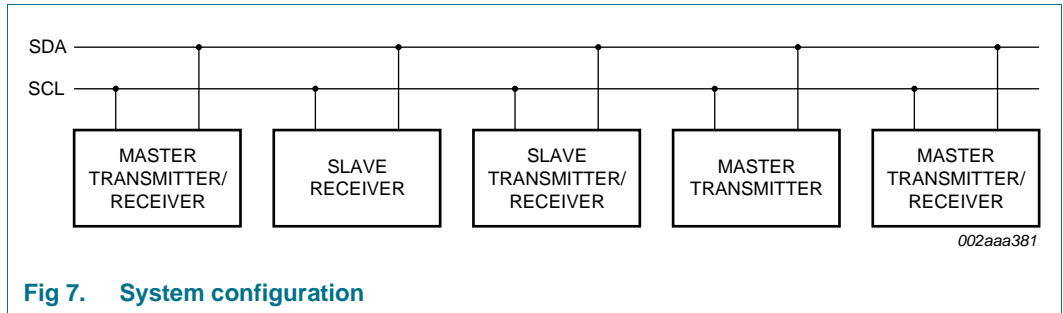 SDA
SCL
MASTER
TRANSMITTER/
RECEIVER
SLAVE
RECEIVER
SLAVE
TRANSMITTER/
RECEIVER
MASTER
TRANSMITTER
MASTER
TRANSMITTER/
RECEIVER
002aaa381
Fig 7. System configuration